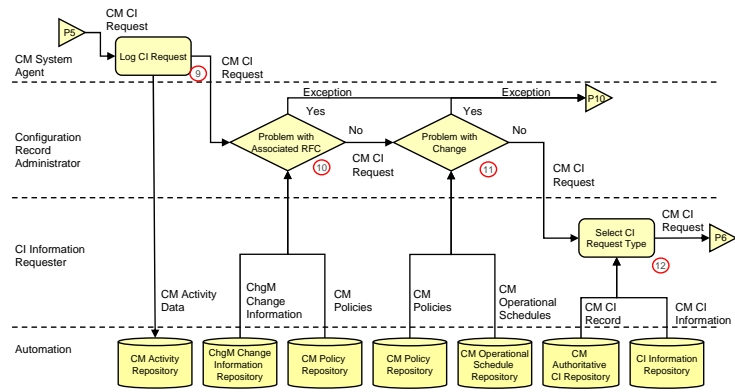 CM CI
Request
P5
Log CI Request
9
CM System
Agent
CM CI
Request
Exception
Exception
P10
Yes
Yes
Configuration
Record
Administrator
Problem with
Associated RFC
10
No
CM CI
Request
Problem with
Change
11
No
CM CI
Request
CI Information
Requester
Select CI
Request Type
12
CM CI
Request
P6
CM Activity
Data
ChgM
Change
Information
CM
Policies
CM
Policies
CM
Operational
Schedules
CM CI
Record
CM CI
Information
Automation
CM Activity
Repository
ChgM Change
Information
Repository
CM Policy
Repository
CM Policy
Repository
CM Operational
Schedule
Repository
CM
Authoritative
CI Repository
CI Information
Repository